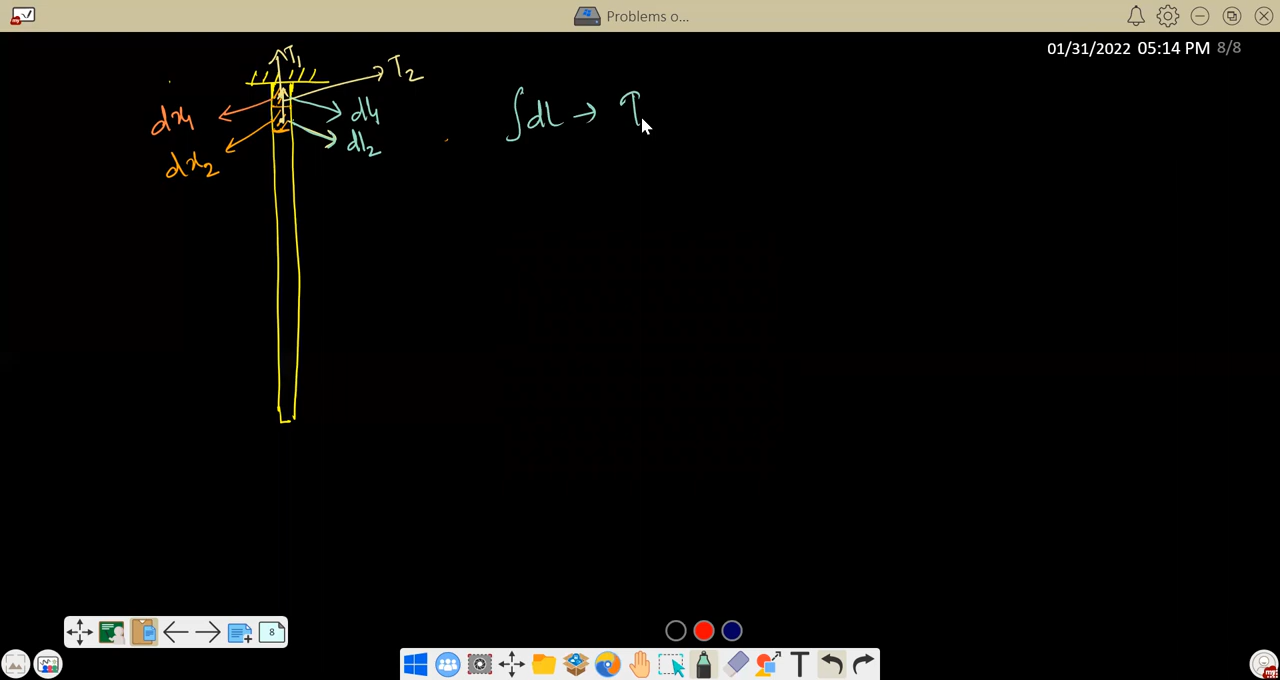 Problems o...
01/31/2022 05:14 PM 8/8
T1
T2
dx1
dl1
dx2
dl2
∫dL → T
8
T